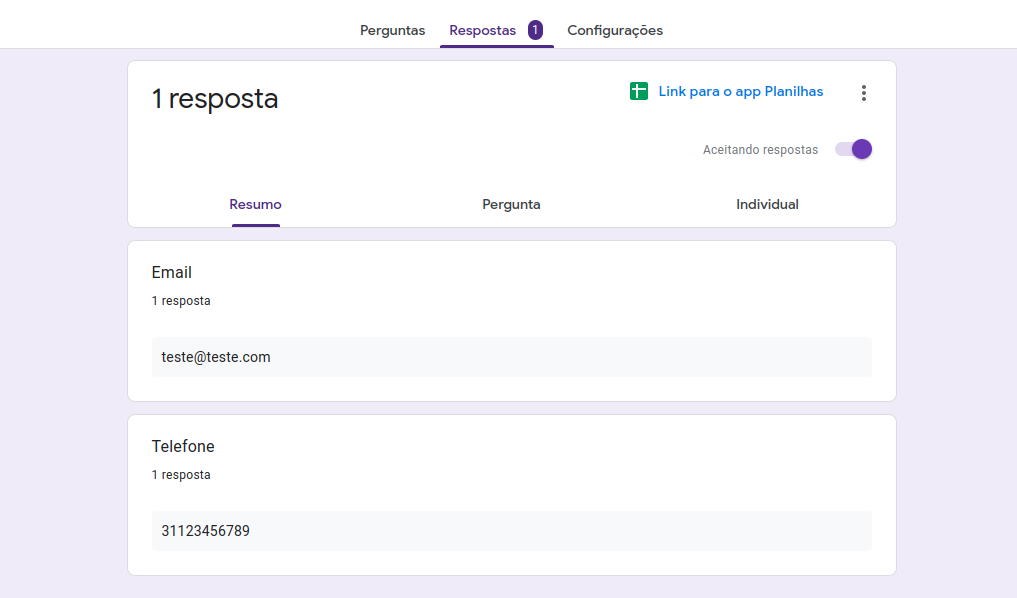 Perguntas Respostas 1 Configurações
1 resposta
Link para o app Planilhas
Aceitando respostas
Resumo Pergunta Individual
Email
1 resposta
teste@teste.com
Telefone
1 resposta
31123456789